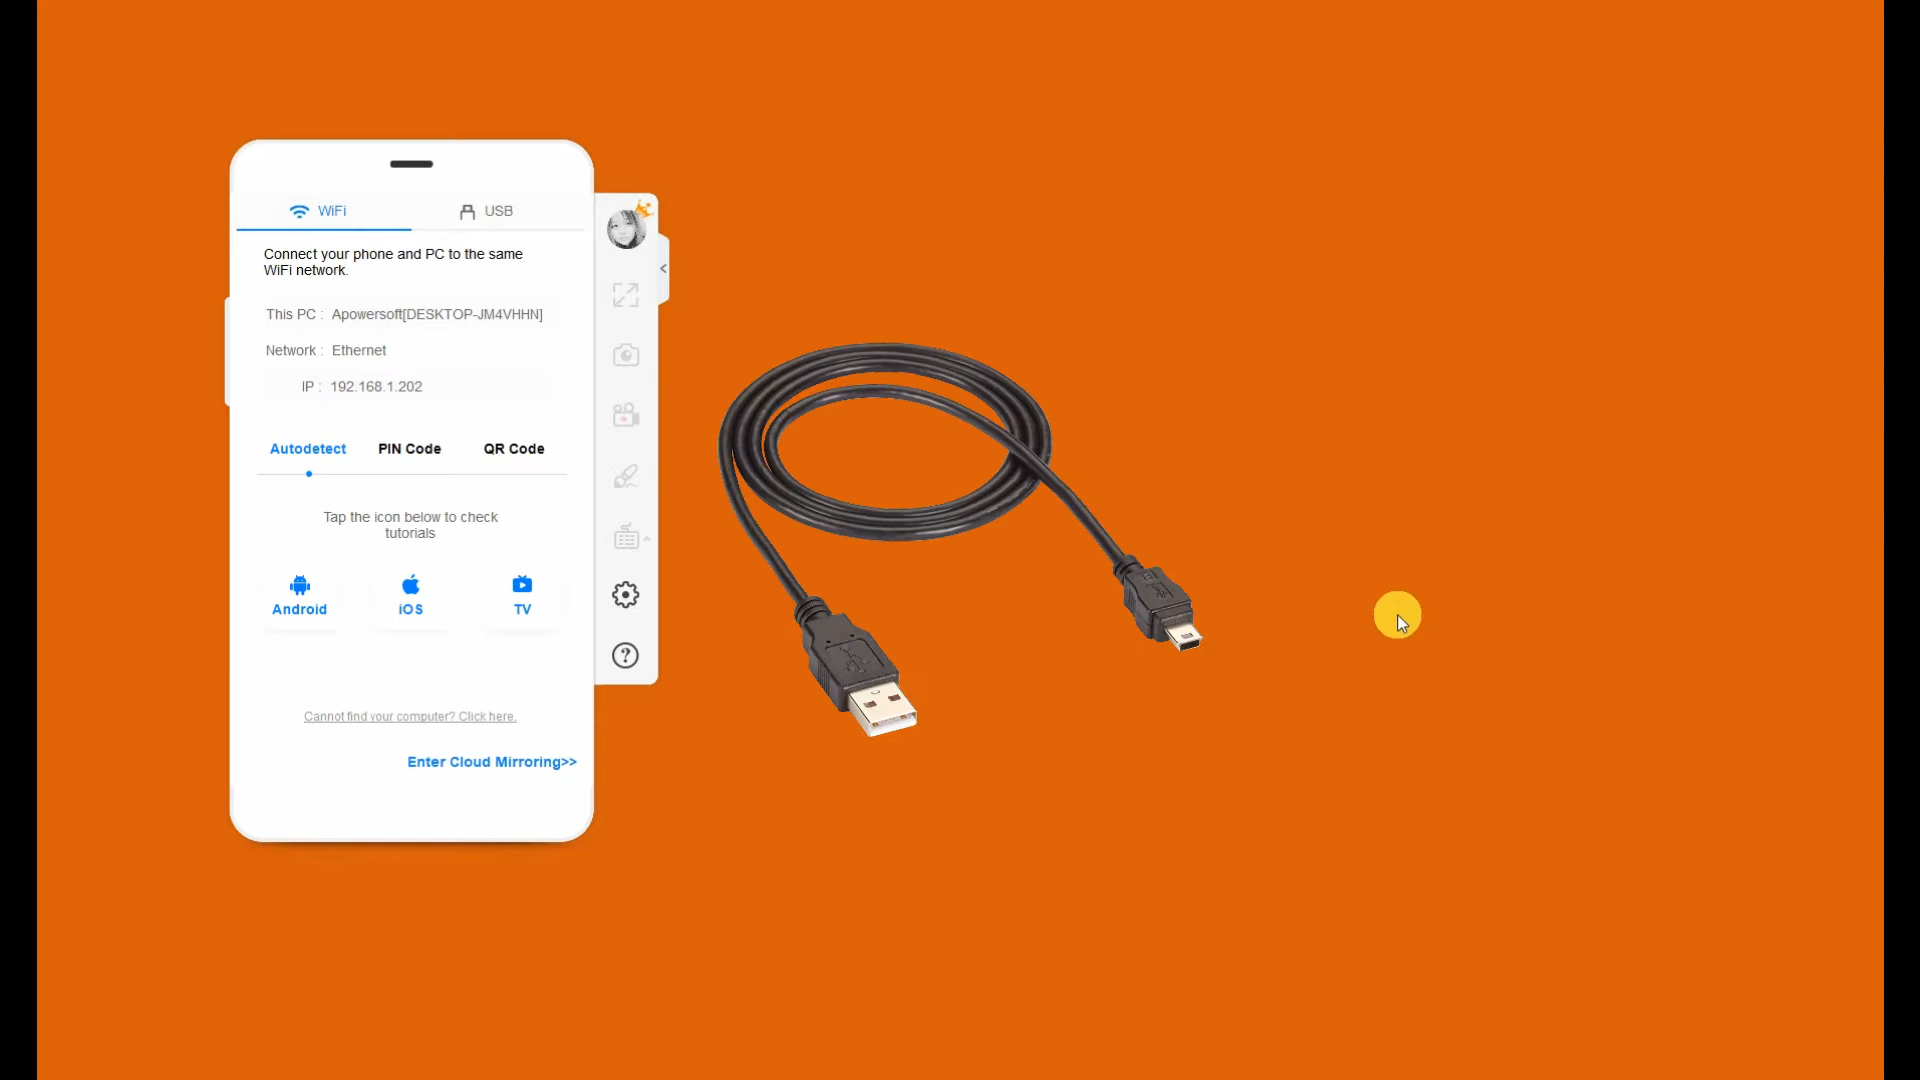 WiFi
USB
Connect your phone and PC to the same
WiFi network.
This PC : Apowersoft[DESKTOP-JM4VHHN]
Network : Ethernet
IP : 192.168.1.202
Autodetect
PIN Code
QR Code
Tap the icon below to check
tutorials
Android
iOS
TV
Cannot find your computer? Click here.
Enter Cloud Mirroring>>